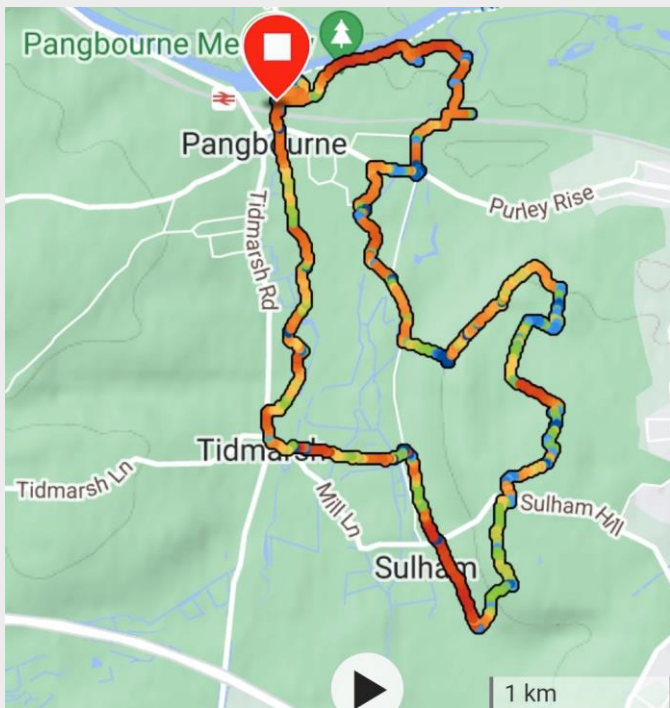 Pangbourne Me
y
Pangbourne
Purley Rise
Tidmarsh Rd
Tidmarsh
Tidmarsh Ln
Mill Ln
Sulham Hill
Sulham
1 km